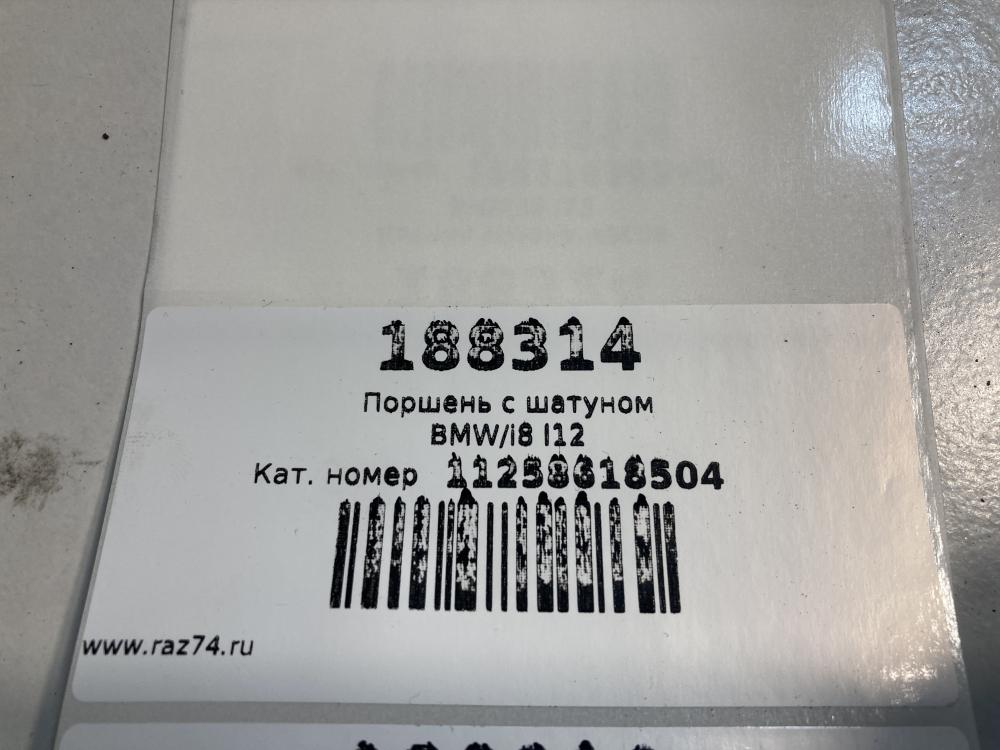 188314
Поршень с шатуном
BMW/i8 I12
Кат. номер 11258618504
www.raz74.ru